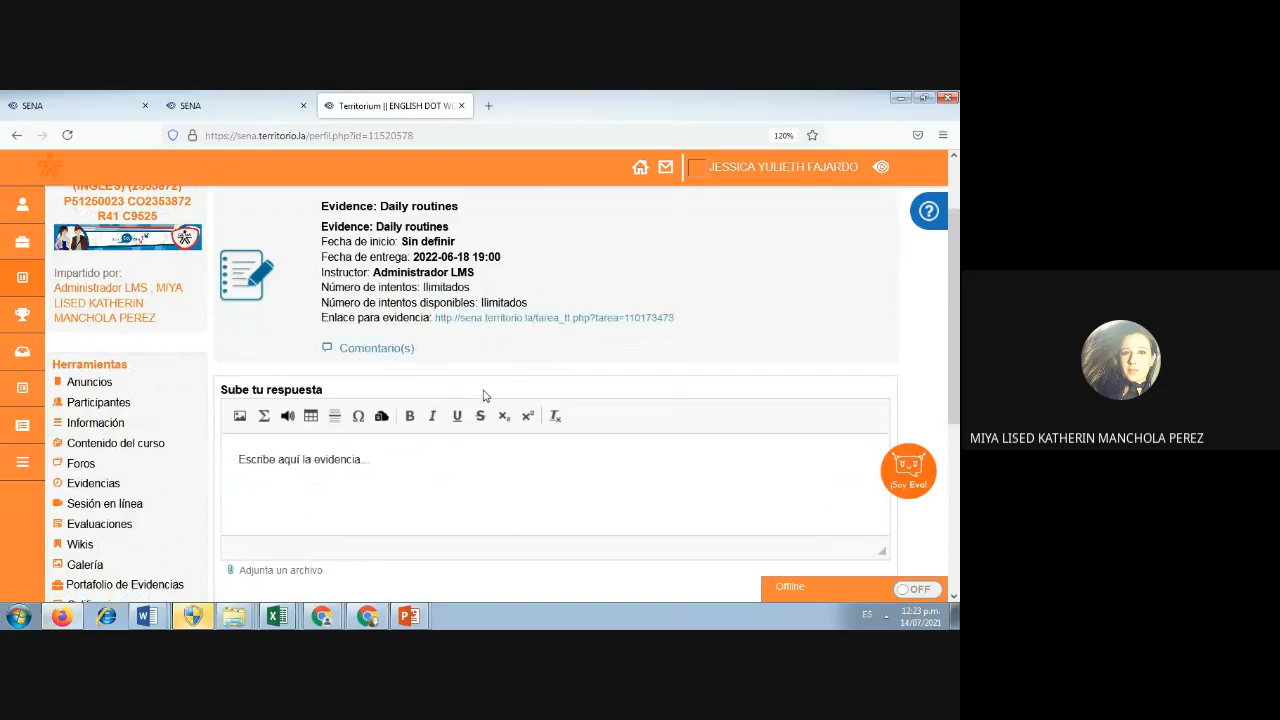 SENA
SENA
Territorium || ENGLISH DOT WO
https://sena.territorio.la/perfil.php?id=11520578
120%
JESSICA YULIETH FAJARDO
(INGLES) (2353872)
P51250023 CO2353872
R41 C9525
Impartido por:
Administrador LMS , MIYA
LISED KATHERIN
MANCHOLA PEREZ
Herramientas
Anuncios
Participantes
Información
Contenido del curso
Foros
Evidencias
Sesión en línea
Evaluaciones
Wikis
Galería
Portafolio de Evidencias
Evidence: Daily routines
Evidence: Daily routines
Fecha de inicio: Sin definir
Fecha de entrega: 2022-06-18 19:00
Instructor: Administrador LMS
Número de intentos: Ilimitados
Número de intentos disponibles: Ilimitados
Enlace para evidencia: http://sena.territorio.la/tarea_tt.php?tarea=110173473
Comentario(s)
Sube tu respuesta
Escribe aquí la evidencia...
Adjunta un archivo
¡Soy Eva!
Offline
OFF
ES
12:23 p.m.
14/07/2021
MIYA LISED KATHERIN MANCHOLA PEREZ